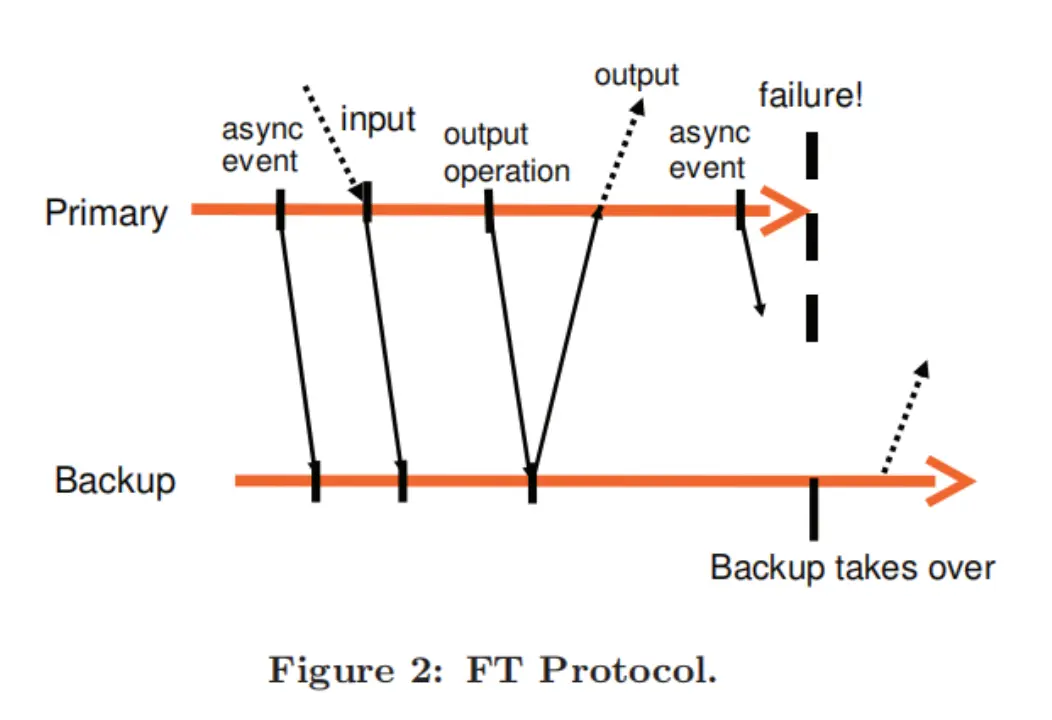 output
failure!
async
event
input
output
operation
async
event
Primary
Backup
Backup takes over
Figure 2: FT Protocol.